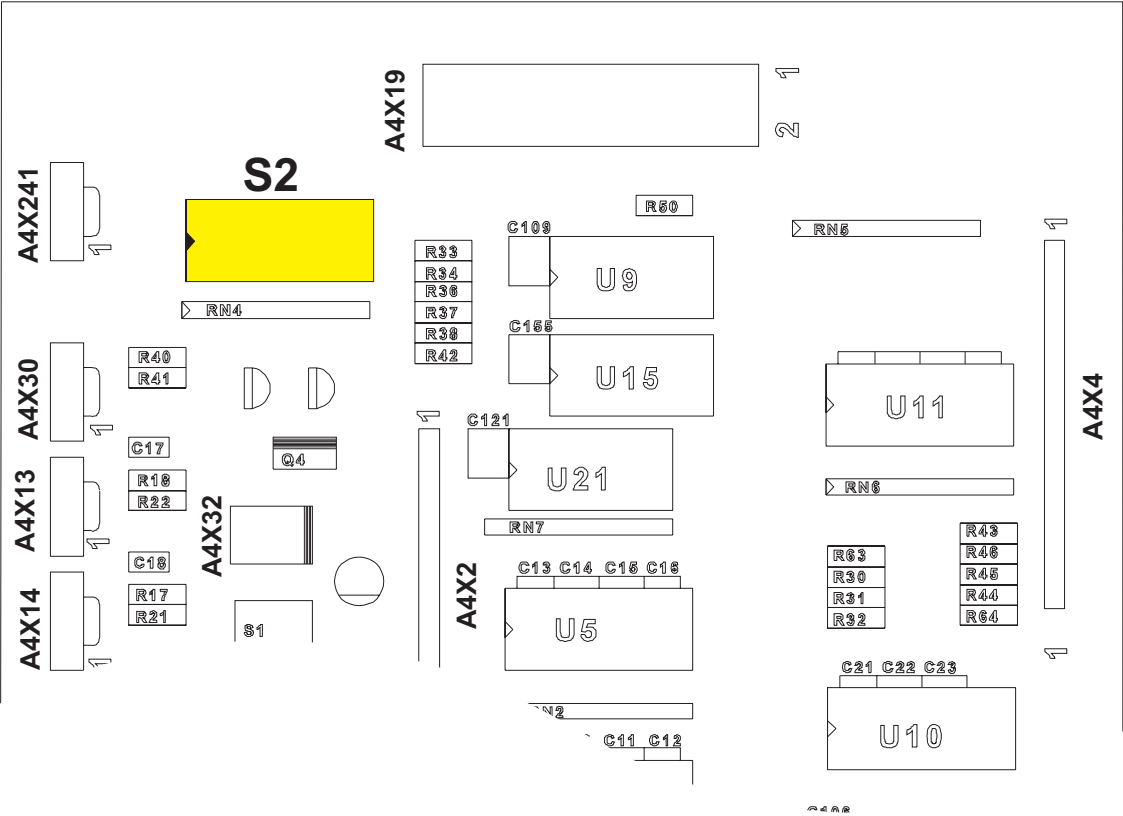 A4X19
1
2
S2
A4X241
1
R50
C109
RN5
1
R33
U9
R34
R36
RN4
R37
C155
R38
R40
R42
R41
U15
A4X30
1
1
U11
A4X4
C121
C17
Q4
U21
R18
RN6
R22
A4X13
A4X32
RN7
1
R43
C18
R63
R46
C13 C14 C15 C16
R30
R45
R17
A4X2
R31
R44
R21
R32
R64
A4X14
S1
U5
1
1
C21 C22 C23
N2
C11 C12
U10